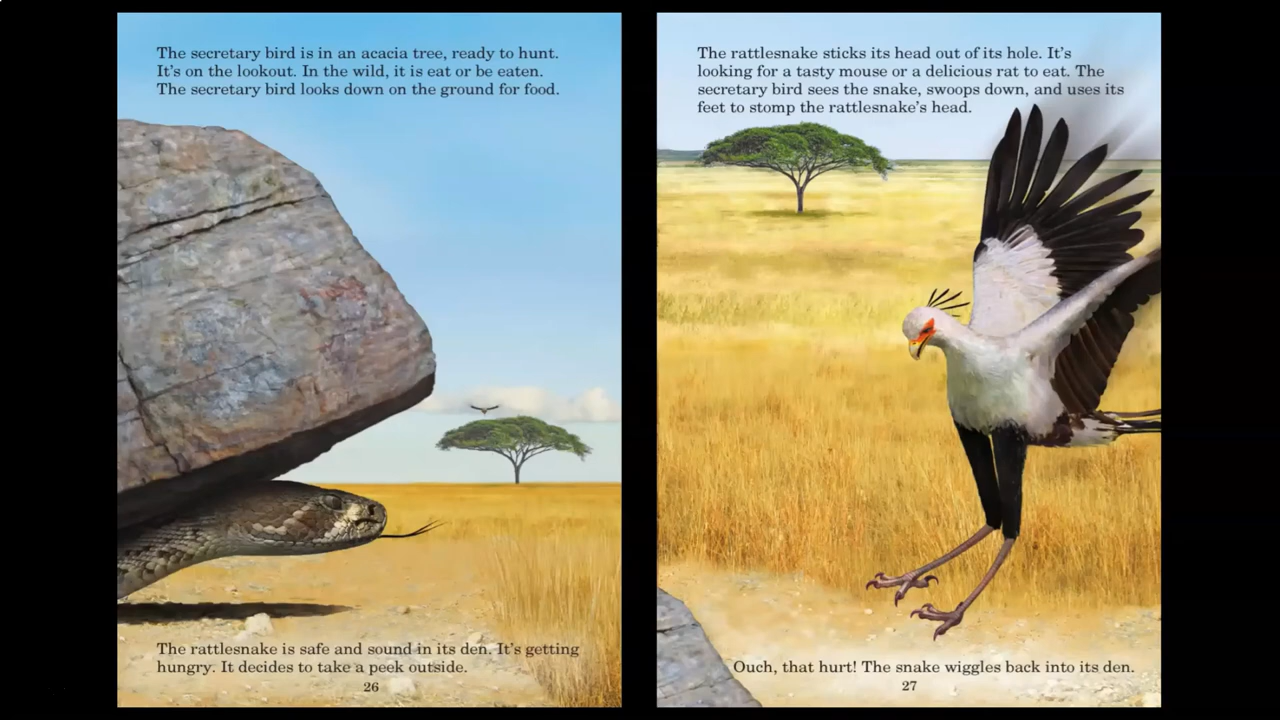 The secretary bird is in an acacia tree, ready to hunt.
It's on the lookout. In the wild, it is eat or be eaten.
The secretary bird looks down on the ground for food.
The rattlesnake is safe and sound in its den. It's getting
hungry. It decides to take a peek outside.
26
The rattlesnake sticks its head out of its hole. It's
looking for a tasty mouse or a delicious rat to eat. The
secretary bird sees the snake, swoops down, and uses its
feet to stomp the rattlesnake's head.
Ouch, that hurt! The snake wiggles back into its den.
27